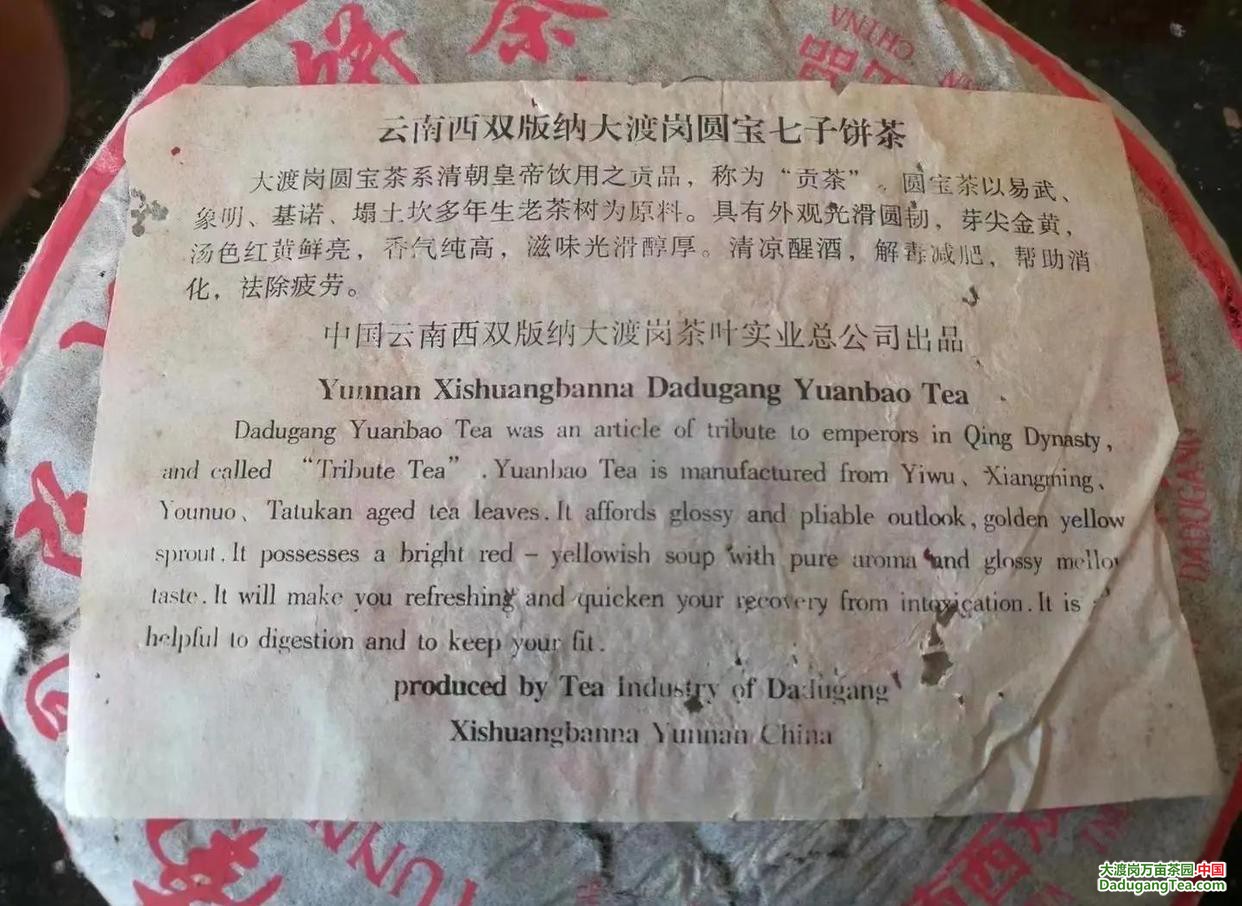 茶
CHINA
云南西双版纳大渡岗圆宝七子饼茶
大渡岗圆宝茶系清朝皇帝饮用之贡品，称为“贡茶”。圆宝茶以易武、
象明、基诺、塌土坎多年生老茶树为原料。具有外观光滑圆韧，芽尖金黄，
汤色红黄鲜亮，香气纯高，滋味光滑醇厚。清凉醒酒，解毒减肥，帮助消
化，祛除疲劳。
中国云南西双版纳大渡岗茶叶实业总公司出品
Yunnan Xishuangbanna Dadugang Yuanbao Tea
Dadugang Yuanbao Tea was an article of tribute to emperors in Qing Dynasty,
and called “Tribute Tea”.Yuanbao Tea is manufactured from Yiwu、Xiangming、
Younuo、Tatukan aged tea leaves.It affords glossy and pliable outlook,golden yellow
sprout.It possesses a bright red - yellowish soup with pure aroma and glossy mellow
taste.It will make you refreshing and quicken your recovery from intoxication.It is
helpful to digestion and to keep your fit.
produced by Tea Industry of Dadugang
Xishuangbanna Yunnan China
DADUGANG
YUNN
南西双
大渡岗万亩茶园.中国
DadugangTea.com